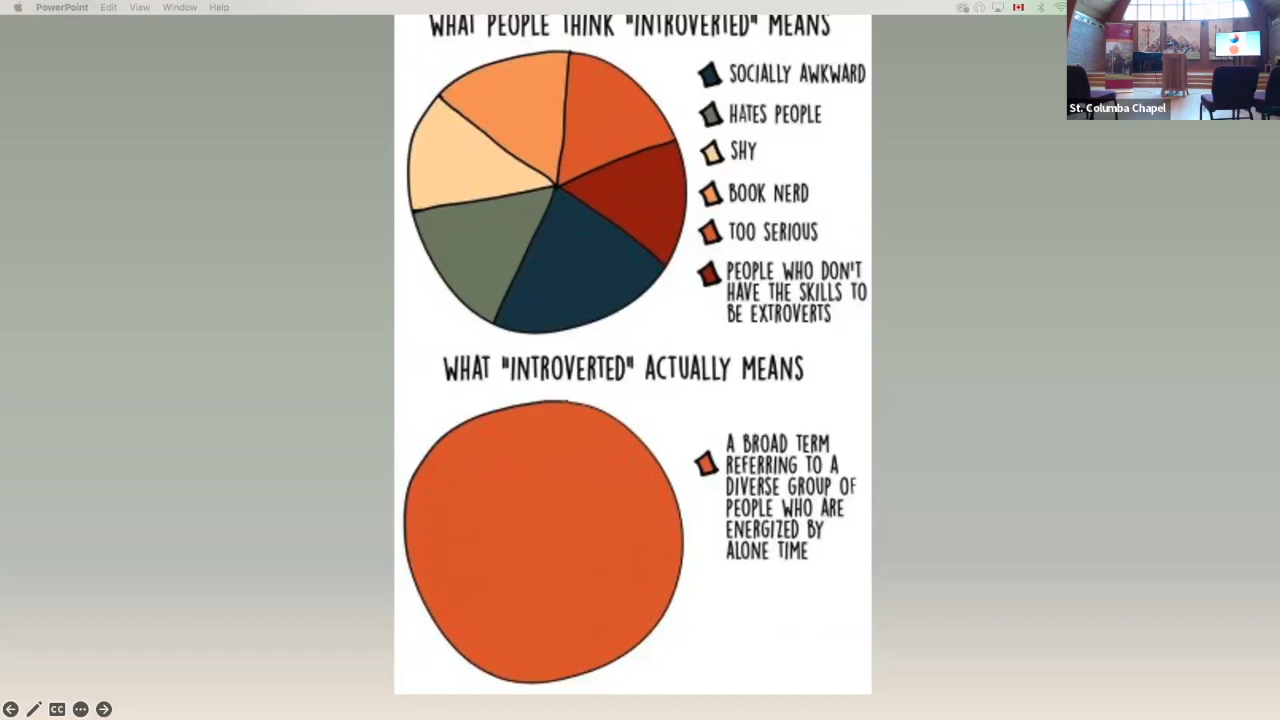 PowerPoint Edit View Window Help
WHAT PEOPLE THINK "INTROVERTED" MEANS
SOCIALLY AWKWARD
HATES PEOPLE
SHY
BOOK NERD
TOO SERIOUS
PEOPLE WHO DON'T
HAVE THE SKILLS TO
BE EXTROVERTS
WHAT "INTROVERTED" ACTUALLY MEANS
A BROAD TERM
REFERRING TO A
DIVERSE GROUP OF
PEOPLE WHO ARE
ENERGIZED BY
ALONE TIME
St. Columba Chapel
CC